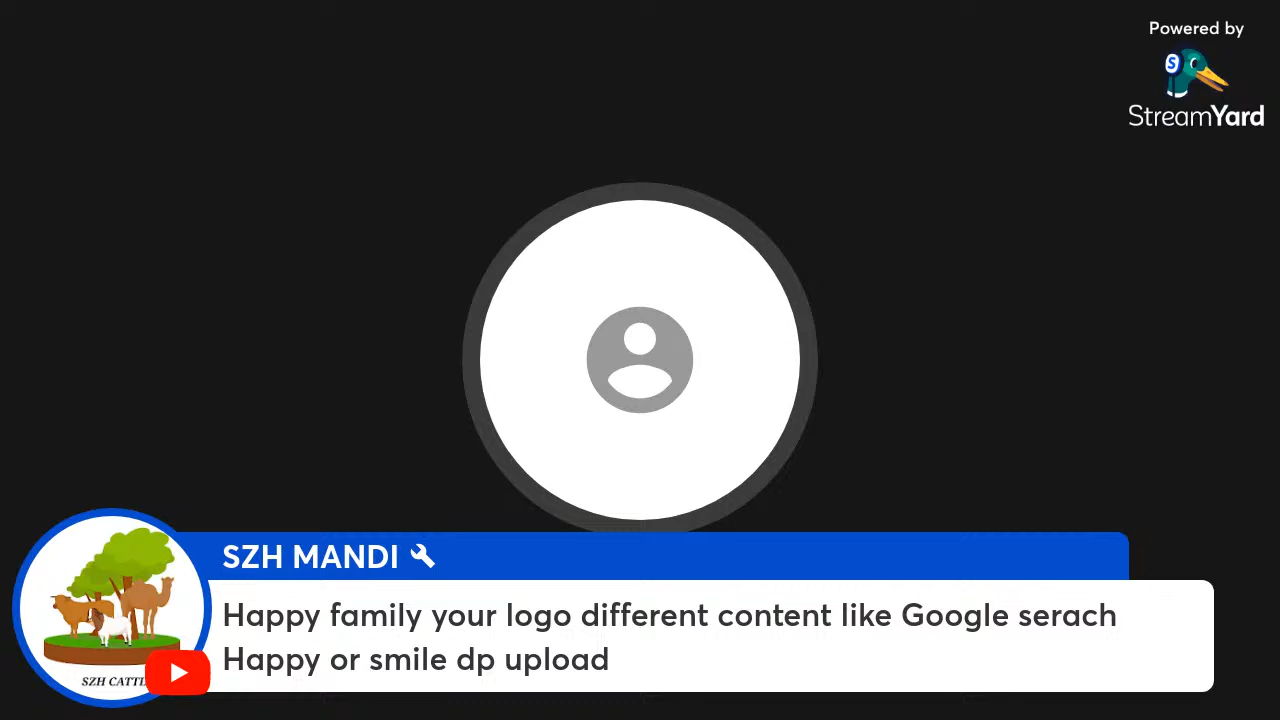 Powered by
StreamYard
SZH MANDI
Happy family your logo different content like Google serach
Happy or smile dp upload
SZH CATTL